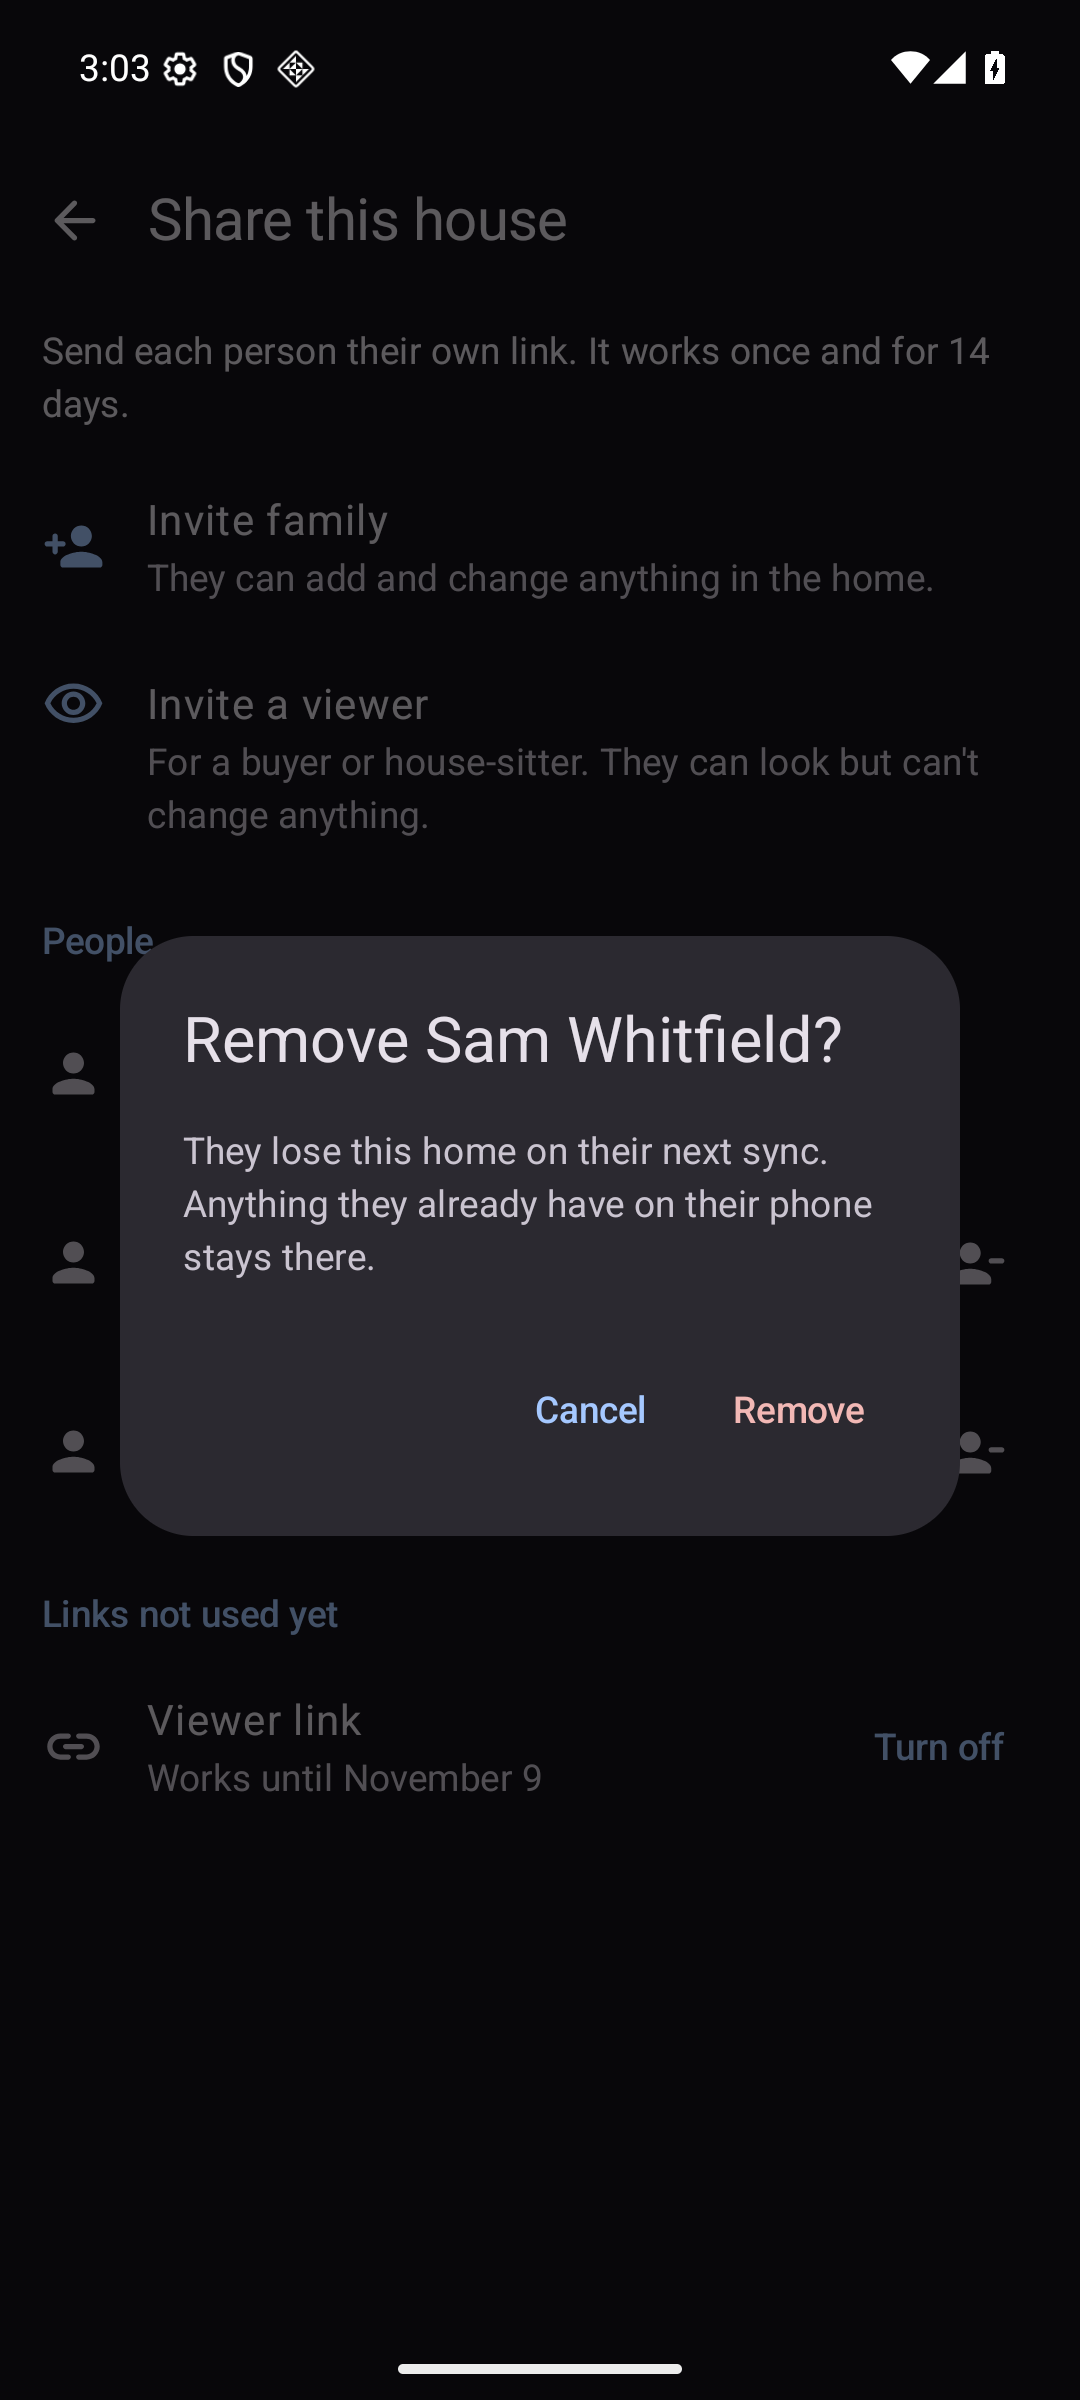 3:03
Share this house
Send each person their own link. It works once and for 14
days.
Invite family
They can add and change anything in the home.
Invite a viewer
For a buyer or house-sitter. They can look but can't
change anything.
People
Remove Sam Whitfield?
They lose this home on their next sync.
Anything they already have on their phone
stays there.
Cancel
Remove
Links not used yet
Viewer link
Works until November 9
Turn off